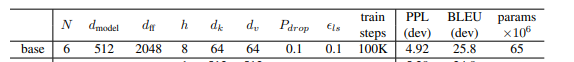 train PPL BLEU params
N d_model d_ff h d_k d_v P_drop ϵ_ls steps (dev) (dev) ×10^6
base 6 512 2048 8 64 64 0.1 0.1 100K 4.92 25.8 65